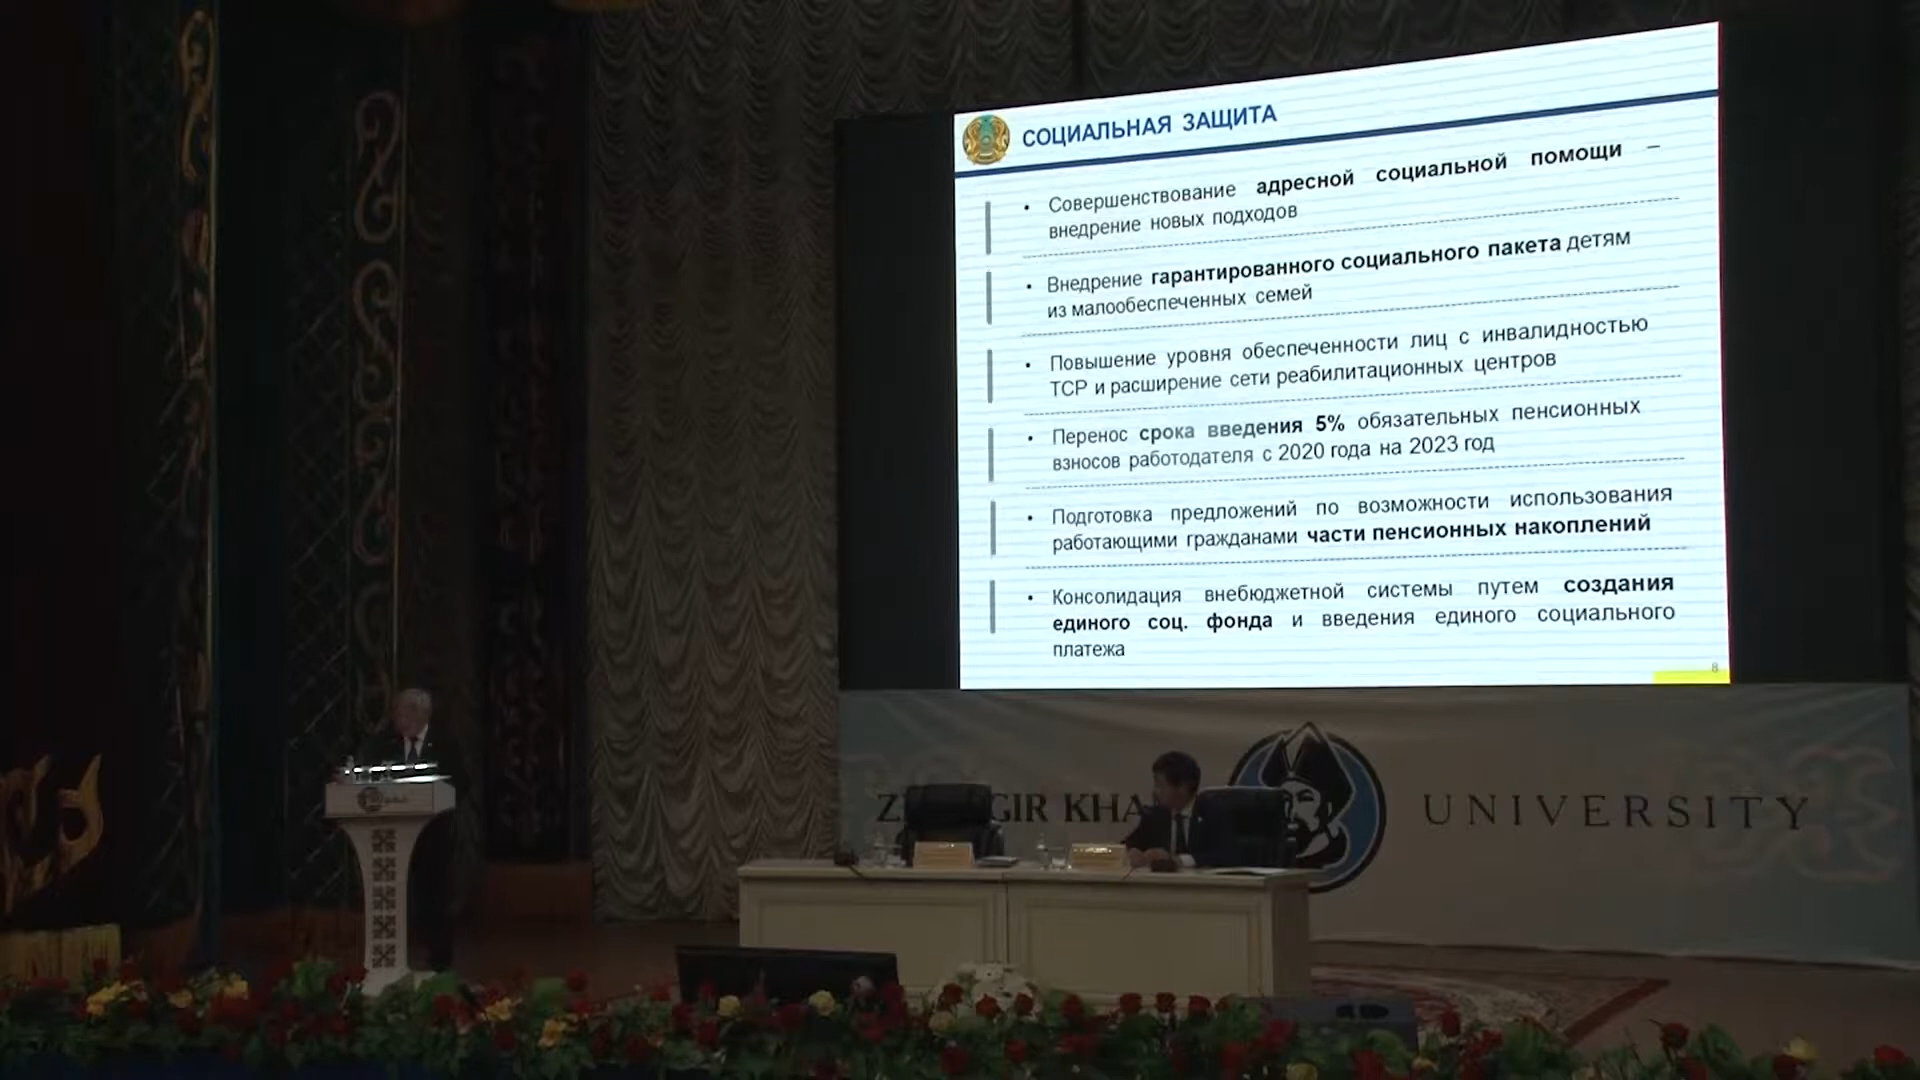 СОЦИАЛЬНАЯ ЗАЩИТА
• Совершенствование адресной социальной помощи –
внедрение новых подходов
• Внедрение гарантированного социального пакета детям
из малообеспеченных семей
• Повышение уровня обеспеченности лиц с инвалидностью
ТСР и расширение сети реабилитационных центров
• Перенос срока введения 5% обязательных пенсионных
взносов работодателя с 2020 года на 2023 год
• Подготовка предложений по возможности использования
работающими гражданами части пенсионных накоплений
• Консолидация внебюджетной системы путем создания
единого соц. фонда и введения единого социального
платежа
8
GIR KHA UNIVERSITY